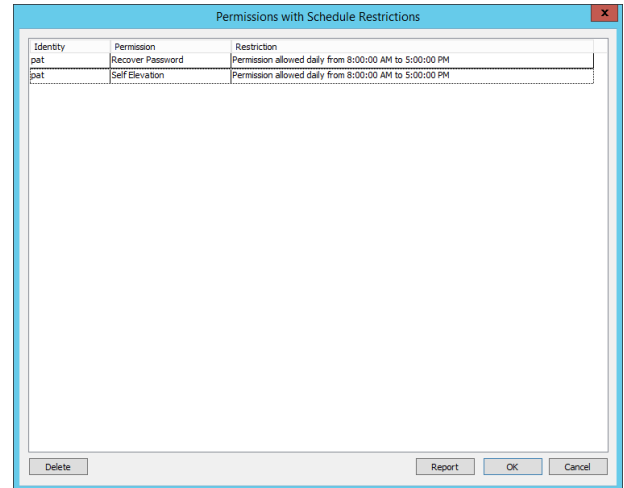 Permissions with Schedule Restrictions
x
Identity Permission Restriction
pat Recover Password Permission allowed daily from 8:00:00 AM to 5:00:00 PM
pat Self Elevation Permission allowed daily from 8:00:00 AM to 5:00:00 PM
Delete Report OK Cancel